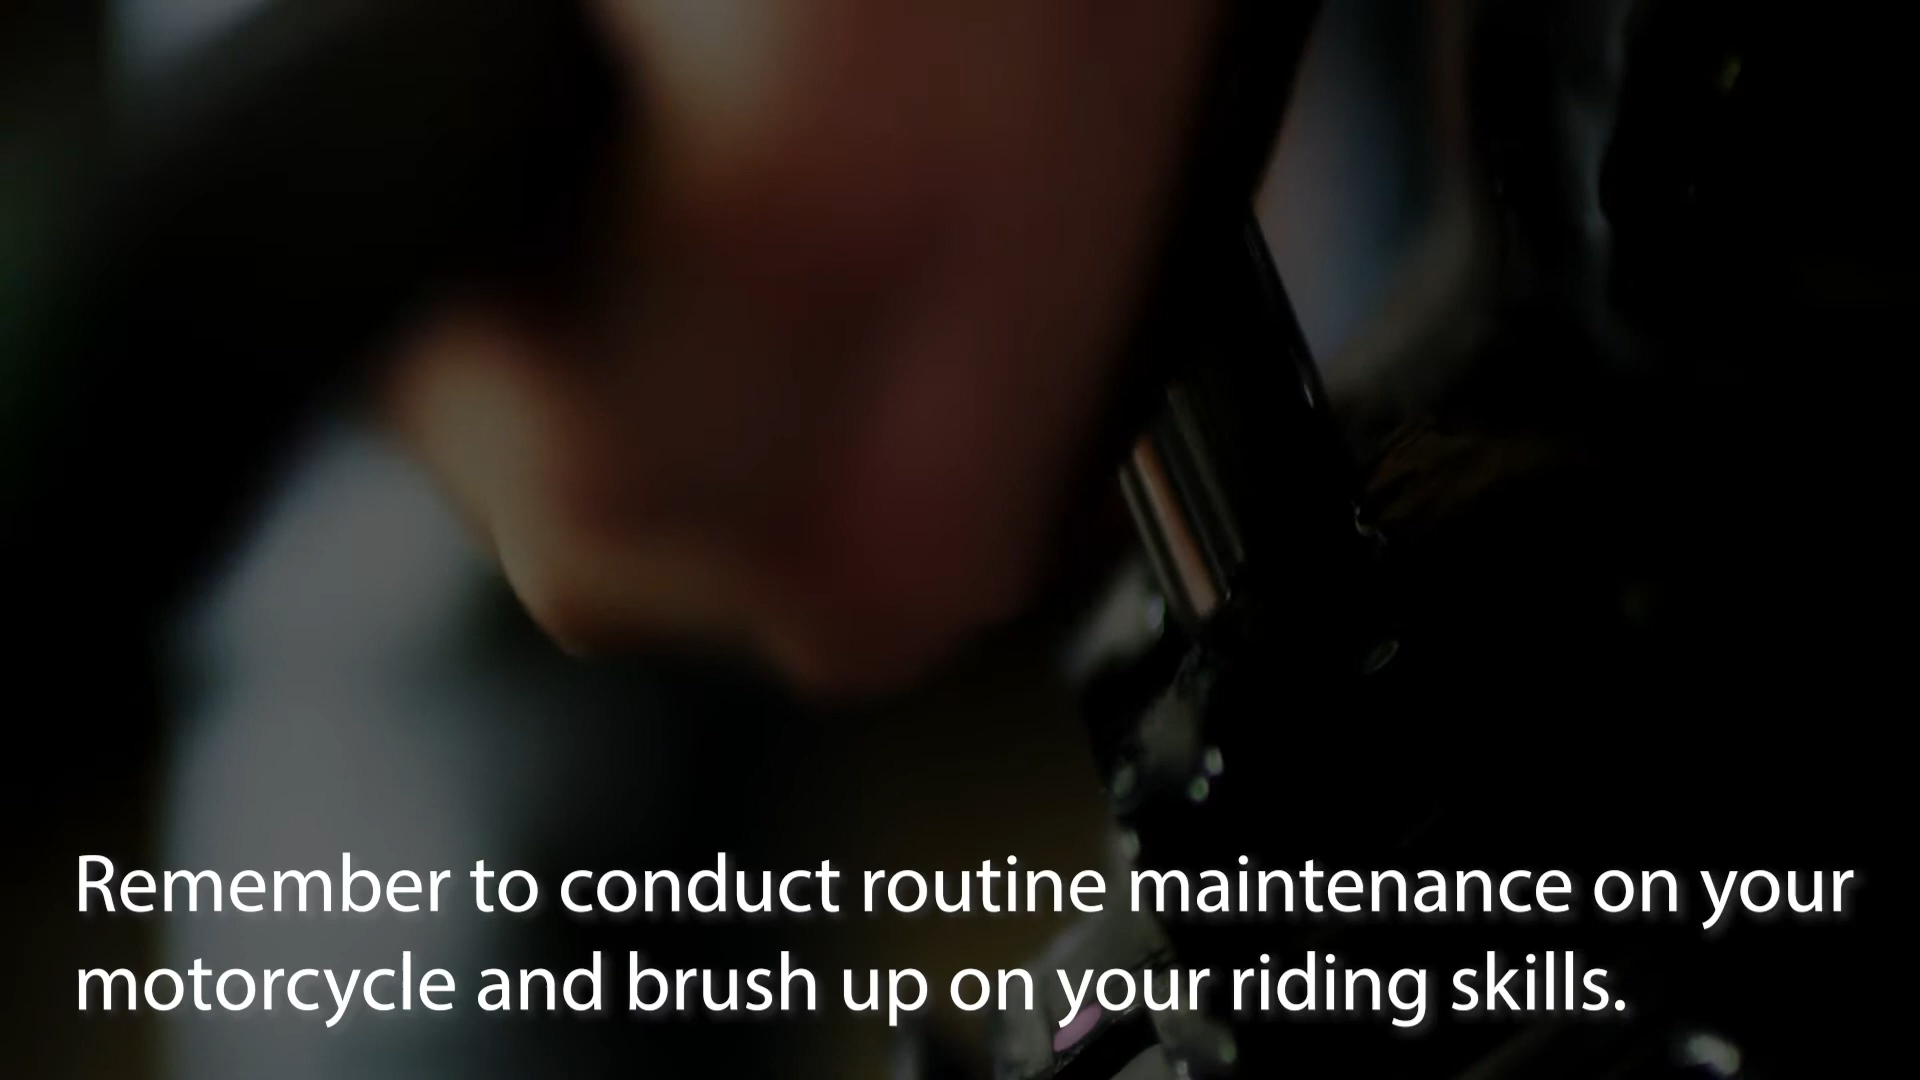 Remember to conduct routine maintenance on your
motorcycle and brush up on your riding skills.